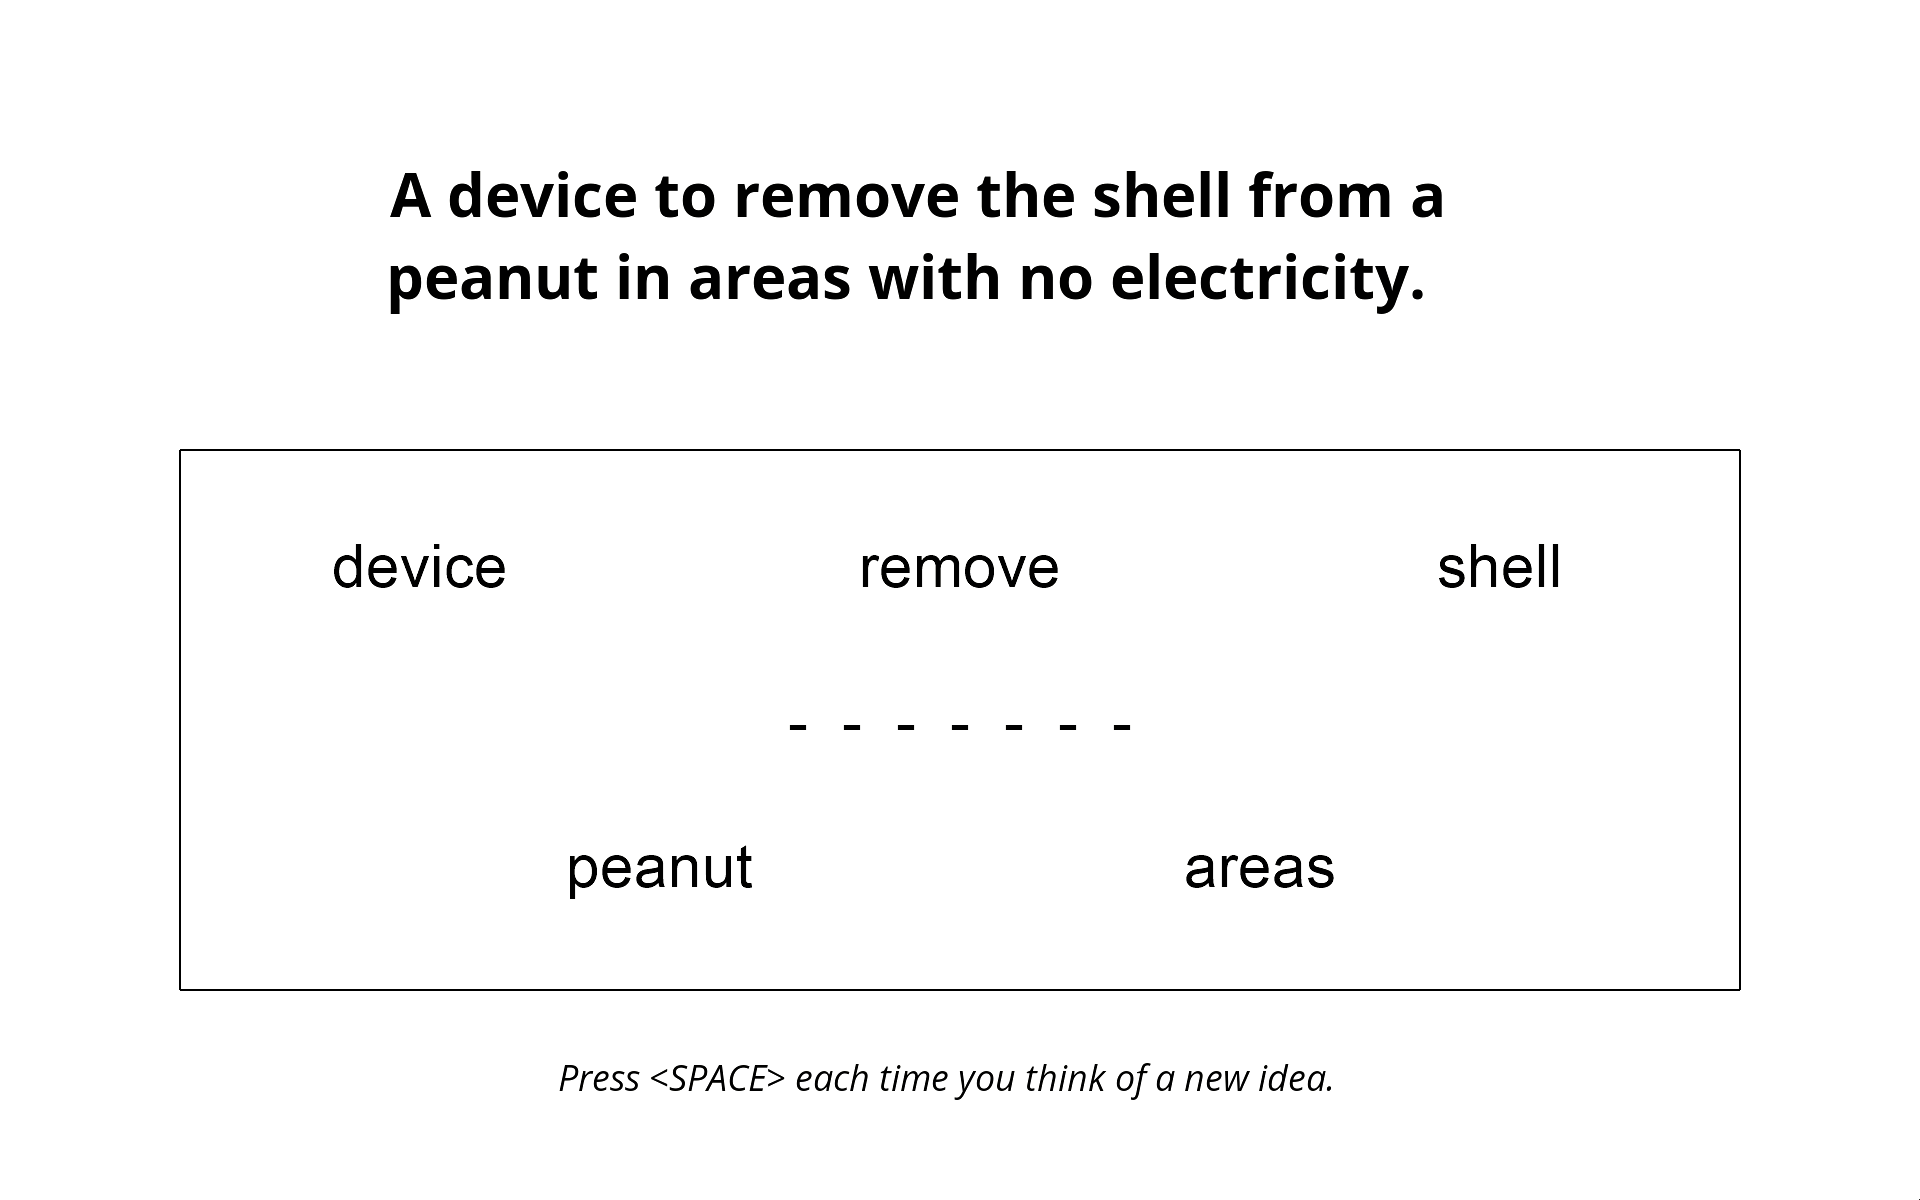 A device to remove the shell from a
peanut in areas with no electricity.
device remove shell
- - - - - - -
peanut areas
Press <SPACE> each time you think of a new idea.